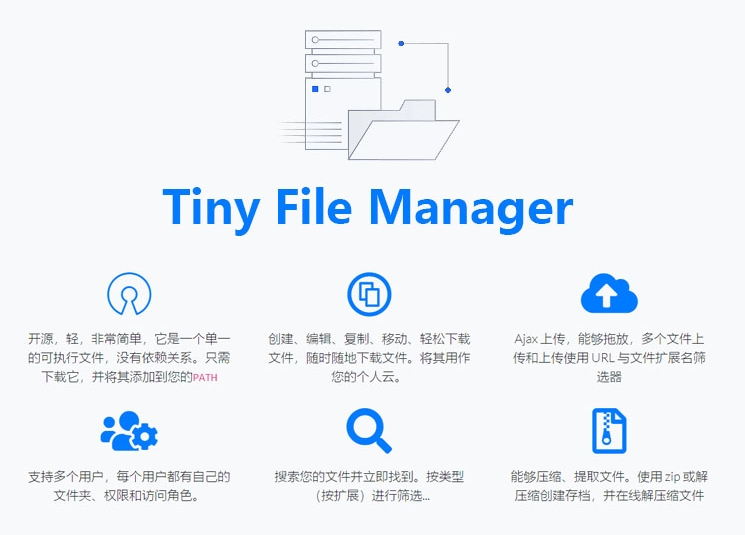 Tiny File Manager
开源，轻，非常简单，它是一个单一
的可执行文件，没有依赖关系。只需
下载它，并将其添加到您的PATH
创建、编辑、复制、移动、轻松下载
文件，随时随地下载文件。将其用作
您的个人云。
Ajax 上传，能够拖放，多个文件上
传和上传使用 URL 与文件扩展名筛
选器
支持多个用户，每个用户都有自己的
文件夹、权限和访问角色。
搜索您的文件并立即找到。按类型
（按扩展）进行筛选...
能够压缩、提取文件。使用 zip 或解
压缩创建存档，并在线解压缩文件